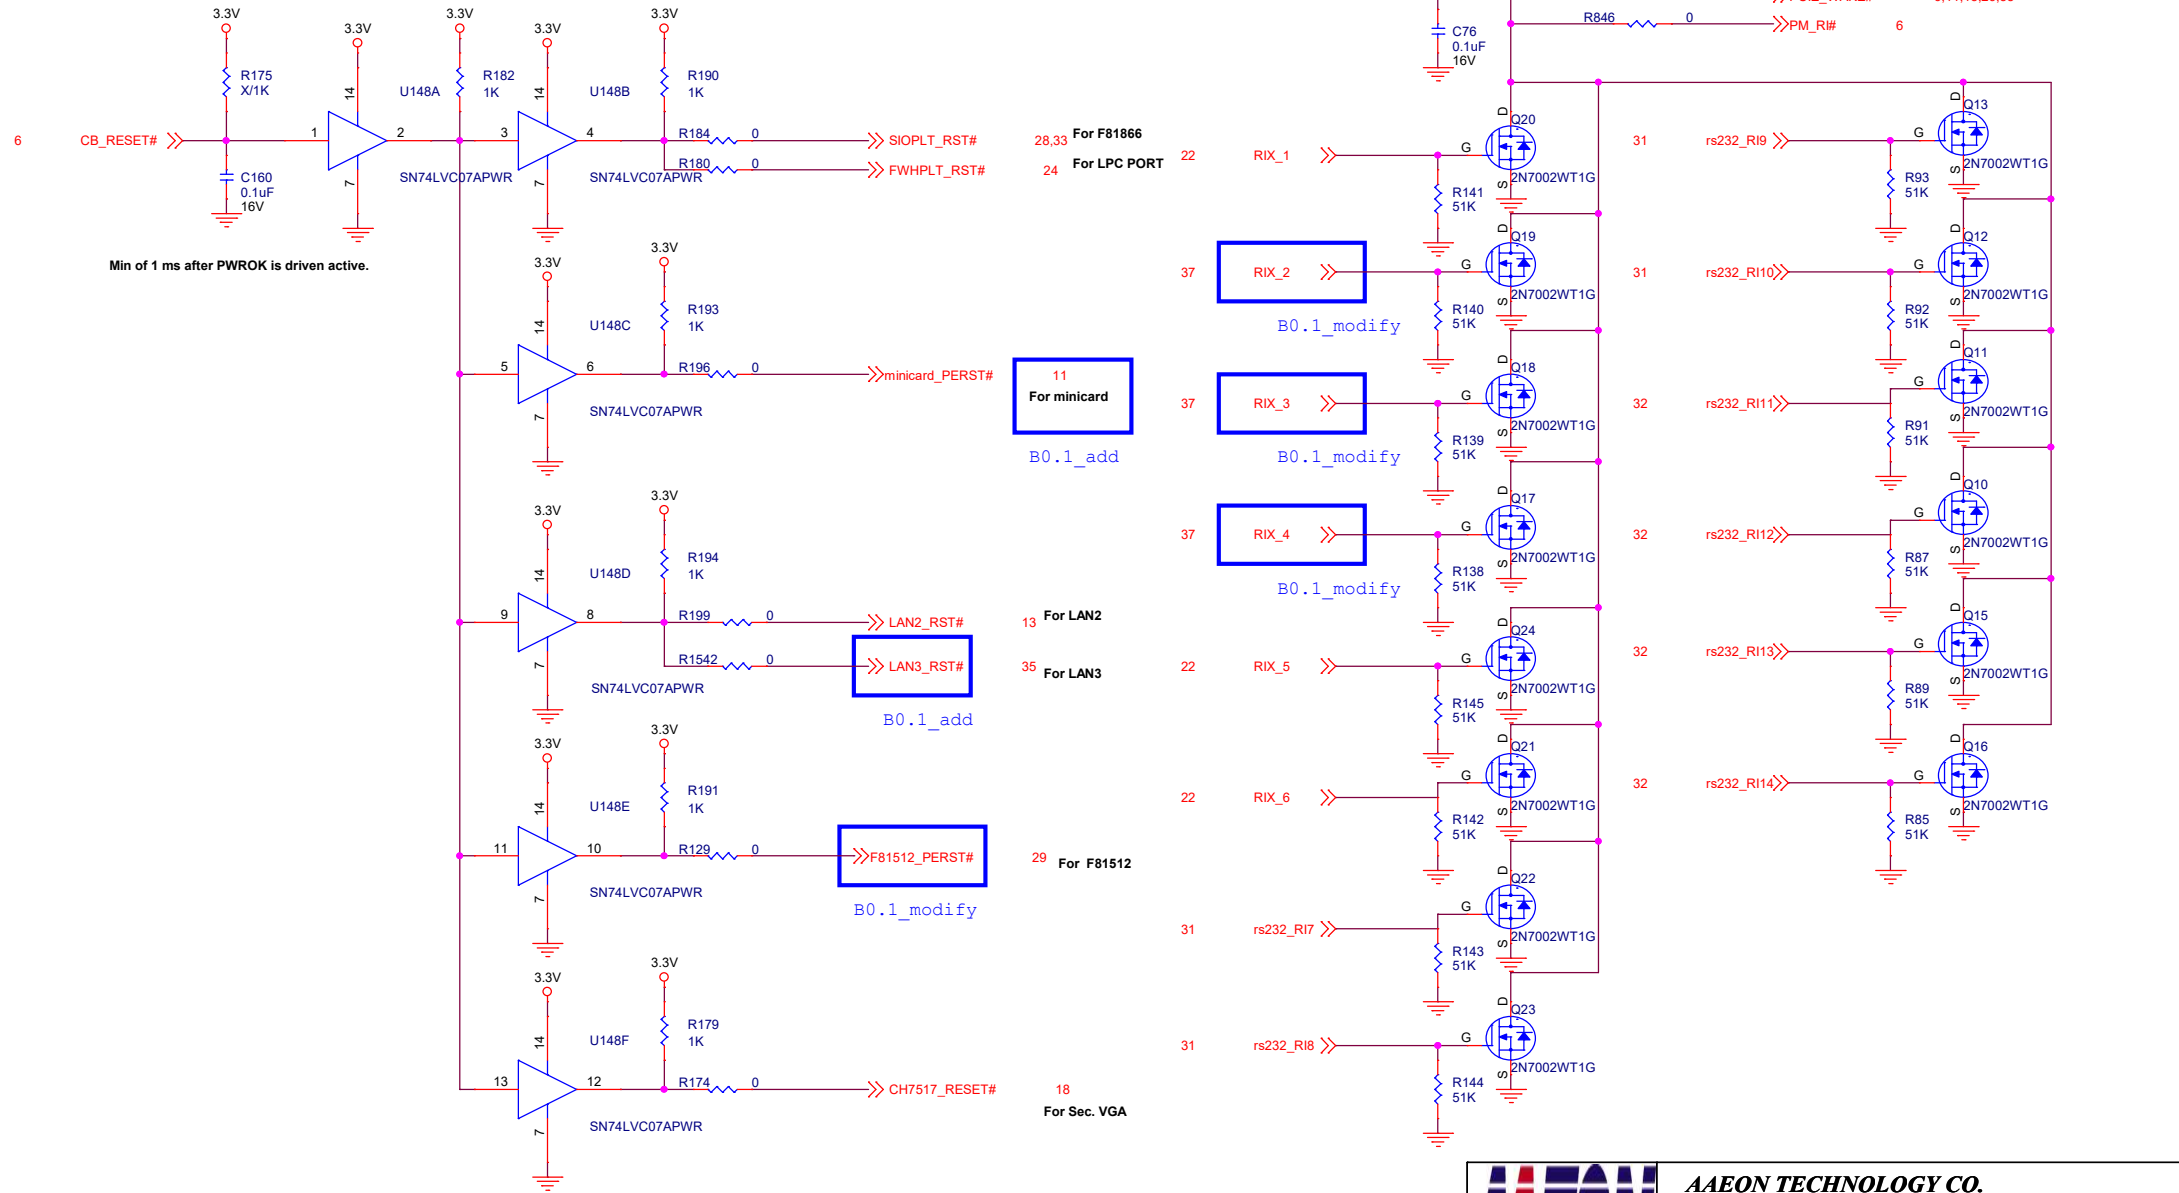 3.3V
3.3V
3.3V
3.3V
3.3V
R175
X/1K
14
U148A
R182
1K
14
U148B
R190
1K
6
CB_RESET#
1
2
3
4
R184
0
SIOPLT_RST#
28,33
For F81866
R180
0
FWHPLT_RST#
24
For LPC PORT
C160
0.1uF
16V
7
SN74LVC07APWR
7
SN74LVC07APWR
Min of 1 ms after PWROK is driven active.
3.3V
3.3V
14
U148C
R193
1K
5
6
R196
0
minicard_PERST#
11
For minicard
B0.1_add
7
SN74LVC07APWR
3.3V
3.3V
14
U148D
R194
1K
9
8
R199
0
LAN2_RST#
13
For LAN2
R1542
0
LAN3_RST#
35
For LAN3
B0.1_add
7
SN74LVC07APWR
3.3V
3.3V
14
U148E
R191
1K
11
10
R129
0
F81512_PERST#
29
For F81512
B0.1_modify
7
SN74LVC07APWR
3.3V
3.3V
14
U148F
R179
1K
13
12
R174
0
CH7517_RESET#
18
For Sec. VGA
7
SN74LVC07APWR
C76
0.1uF
16V
R846
0
PM_RI#
6
22
RIX_1
G
D
S
Q20
2N7002WT1G
R141
51K
37
RIX_2
B0.1_modify
G
D
S
Q19
2N7002WT1G
R140
51K
37
RIX_3
B0.1_modify
G
D
S
Q18
2N7002WT1G
R139
51K
37
RIX_4
B0.1_modify
G
D
S
Q17
2N7002WT1G
R138
51K
22
RIX_5
G
D
S
Q24
2N7002WT1G
R145
51K
22
RIX_6
G
D
S
Q21
2N7002WT1G
R142
51K
31
rs232_RI7
G
D
S
Q22
2N7002WT1G
R143
51K
31
rs232_RI8
G
D
S
Q23
2N7002WT1G
R144
51K
31
rs232_RI9
G
D
S
Q13
2N7002WT1G
R93
51K
31
rs232_RI10
G
D
S
Q12
2N7002WT1G
R92
51K
32
rs232_RI11
G
D
S
Q11
2N7002WT1G
R91
51K
32
rs232_RI12
G
D
S
Q10
2N7002WT1G
R87
51K
32
rs232_RI13
G
D
S
Q15
2N7002WT1G
R89
51K
32
rs232_RI14
G
D
S
Q16
2N7002WT1G
R85
51K
AAEON TECHNOLOGY CO.